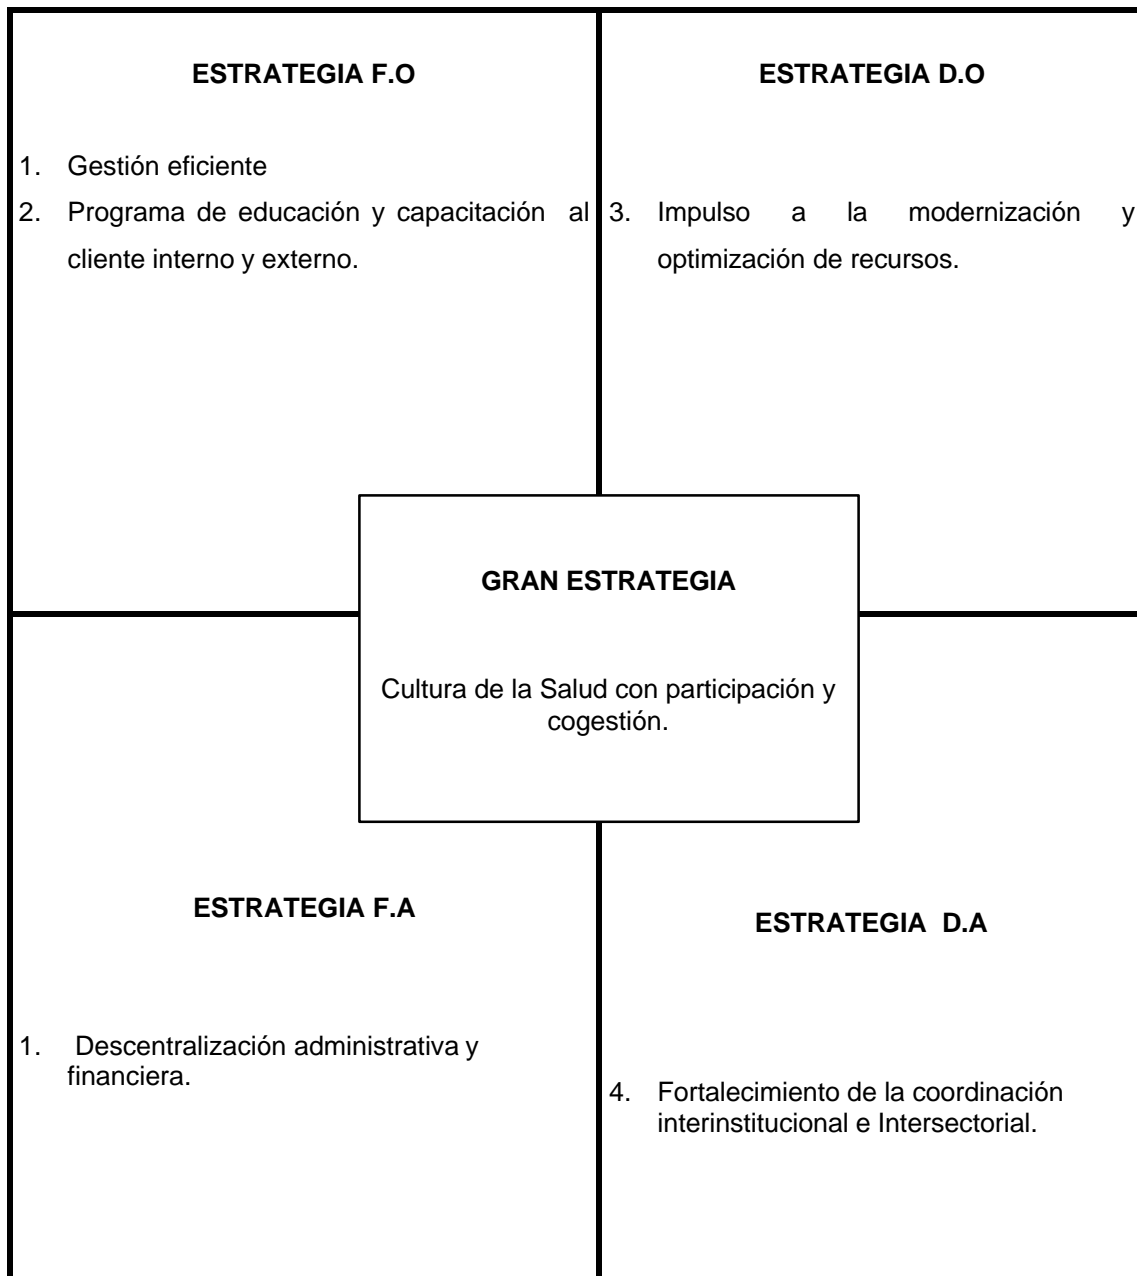 ESTRATEGIA F.O
1. Gestión eficiente
2. Programa de educación y capacitación al
cliente interno y externo.
ESTRATEGIA D.O
3. Impulso a la modernización y
optimización de recursos.
GRAN ESTRATEGIA
Cultura de la Salud con participación y
cogestión.
ESTRATEGIA F.A
1. Descentralización administrativa y
financiera.
ESTRATEGIA D.A
4. Fortalecimiento de la coordinación
interinstitucional e Intersectorial.